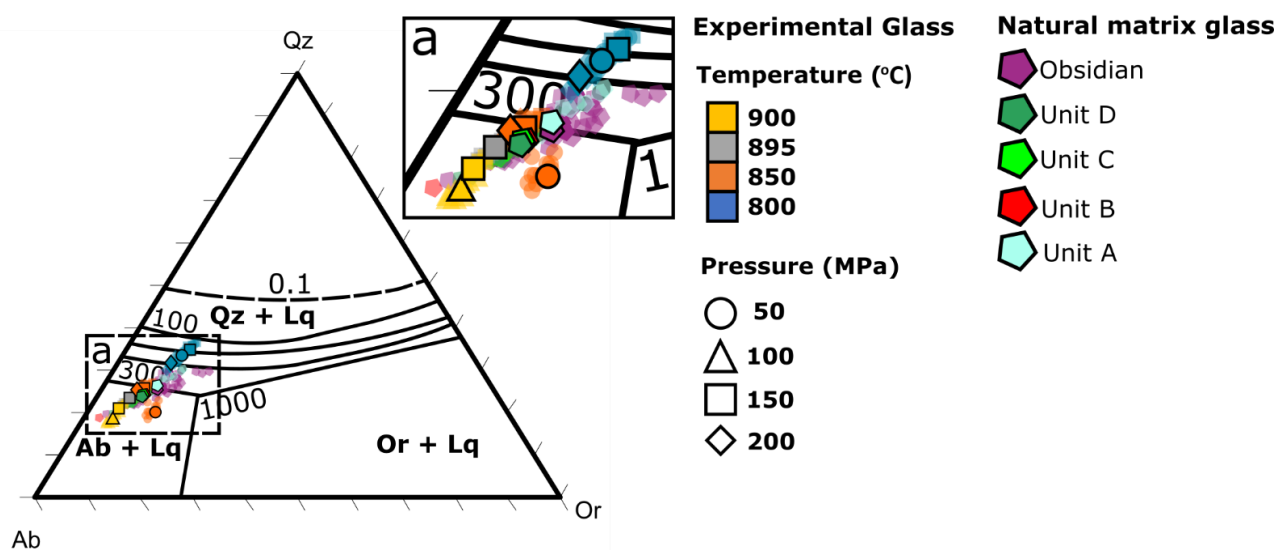 Qz
a
300
1
0.1
Qz + Lq
100
a
300
1000
Ab + Lq
Or + Lq
Ab
Or
Experimental Glass
Temperature (°C)
900
895
850
800
Pressure (MPa)
50
100
150
200
Natural matrix glass
Obsidian
Unit D
Unit C
Unit B
Unit A